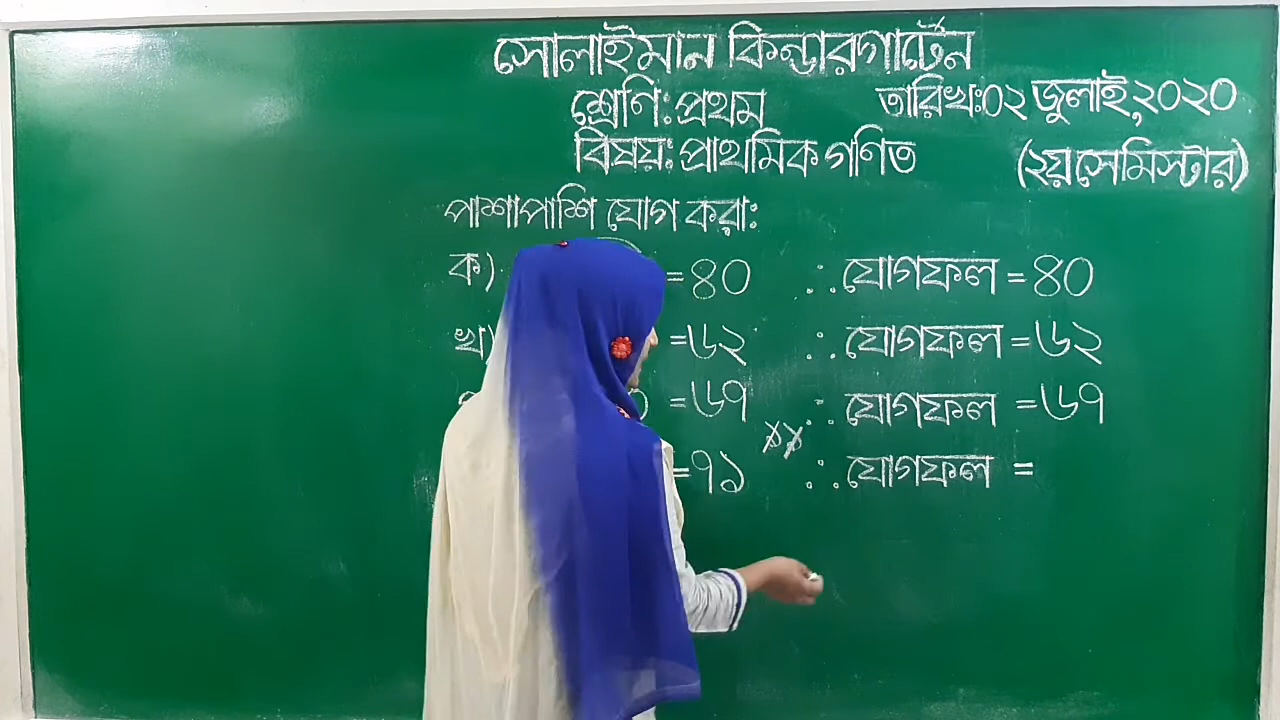 সোলাইমান কিন্ডারগার্টেন
শ্রেণি: প্রথম
তারিখ: ০২ জুলাই, ২০২০
বিষয়: প্রাথমিক গণিত
(২য় সেমিস্টার)
পাশাপাশি যোগ করা:
ক) =৪০ ∴ যোগফল = ৪০
খ) =৬২ ∴ যোগফল = ৬২
=৬৭ ∴ যোগফল = ৬৭
=৭১ ∴ যোগফল =